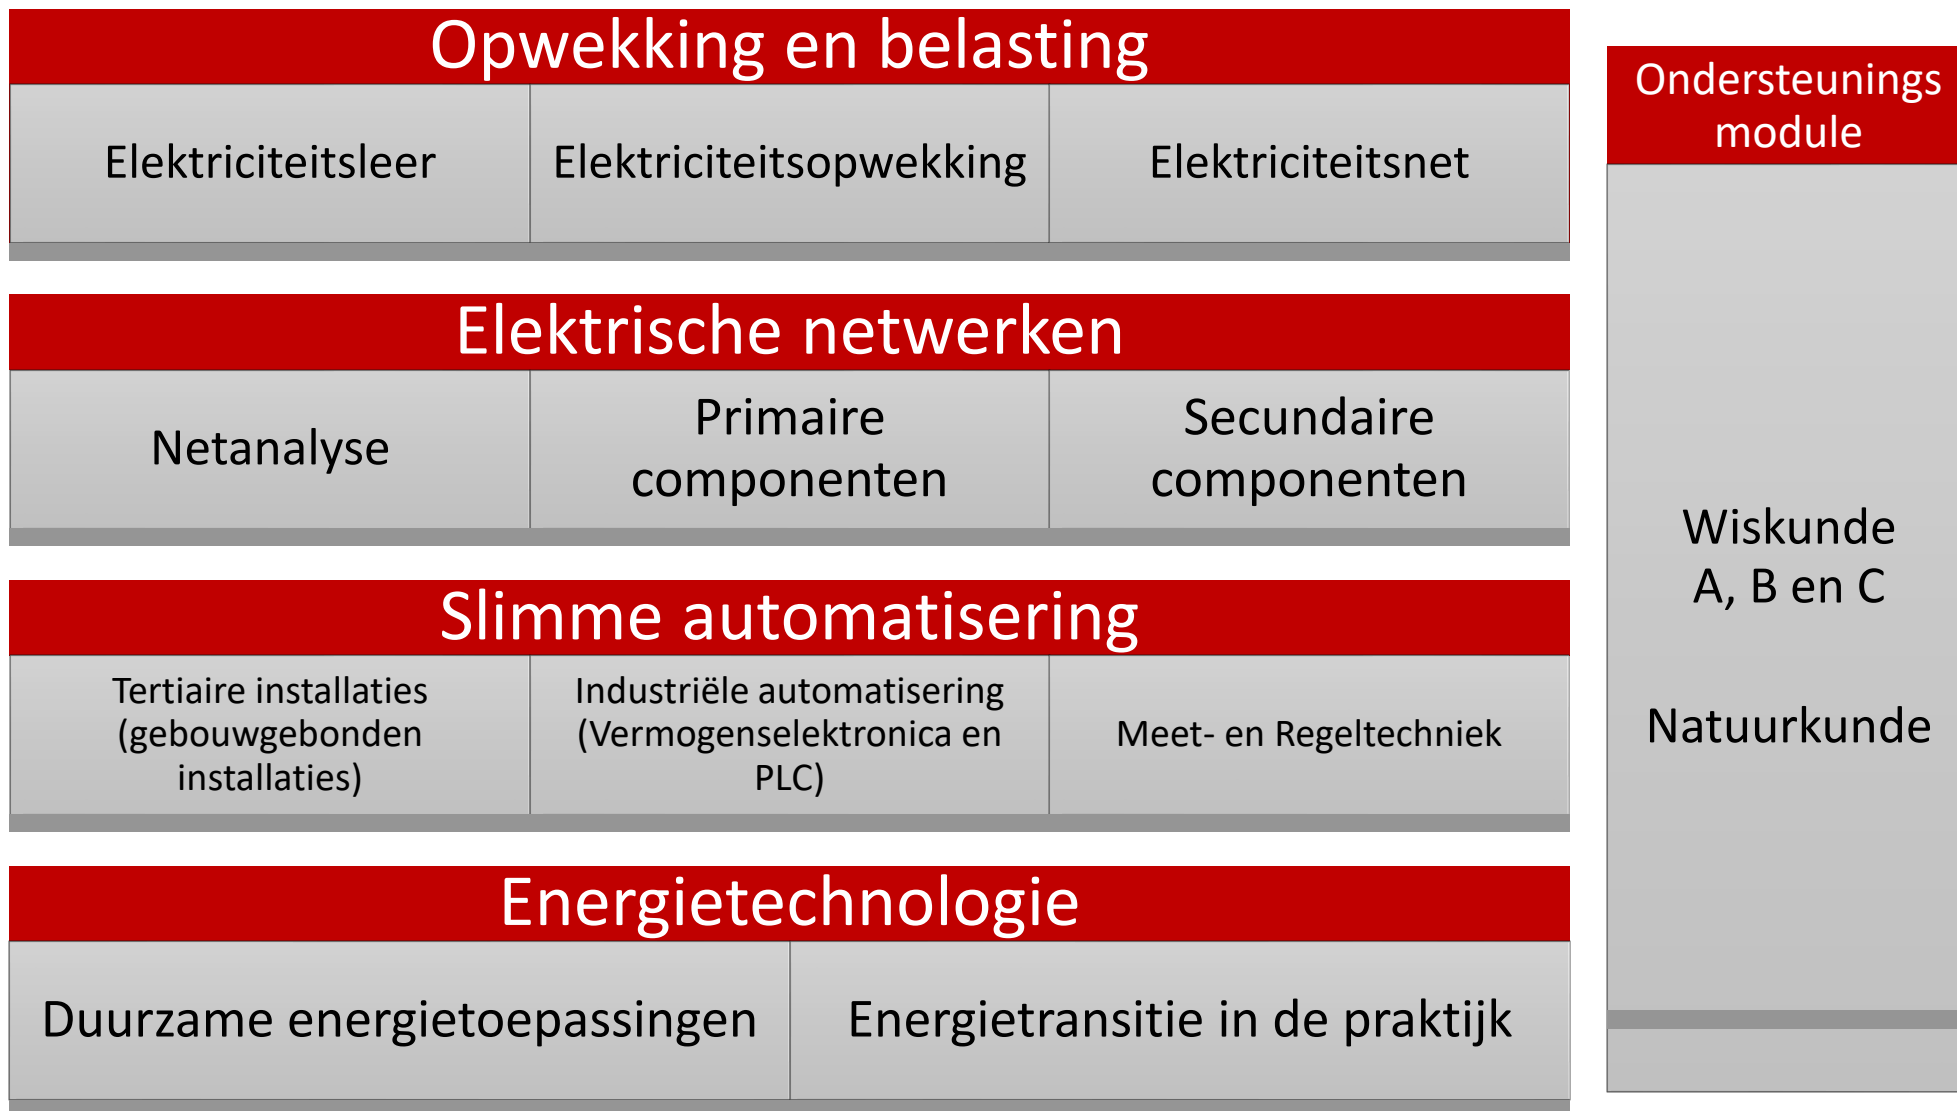 Opwekking en belasting
Elektriciteitsleer
Elektriciteitsopwekking
Elektriciteitsnet
Elektrische netwerken
Netanalyse
Primaire
componenten
Secundaire
componenten
Slimme automatisering
Tertiaire installaties
(gebouwgebonden
installaties)
Industriële automatisering
(Vermogenselektronica en
PLC)
Meet- en Regeltechniek
Energietechnologie
Duurzame energietoepassingen
Energietransitie in de praktijk
Ondersteunings
module
Wiskunde
A, B en C
Natuurkunde